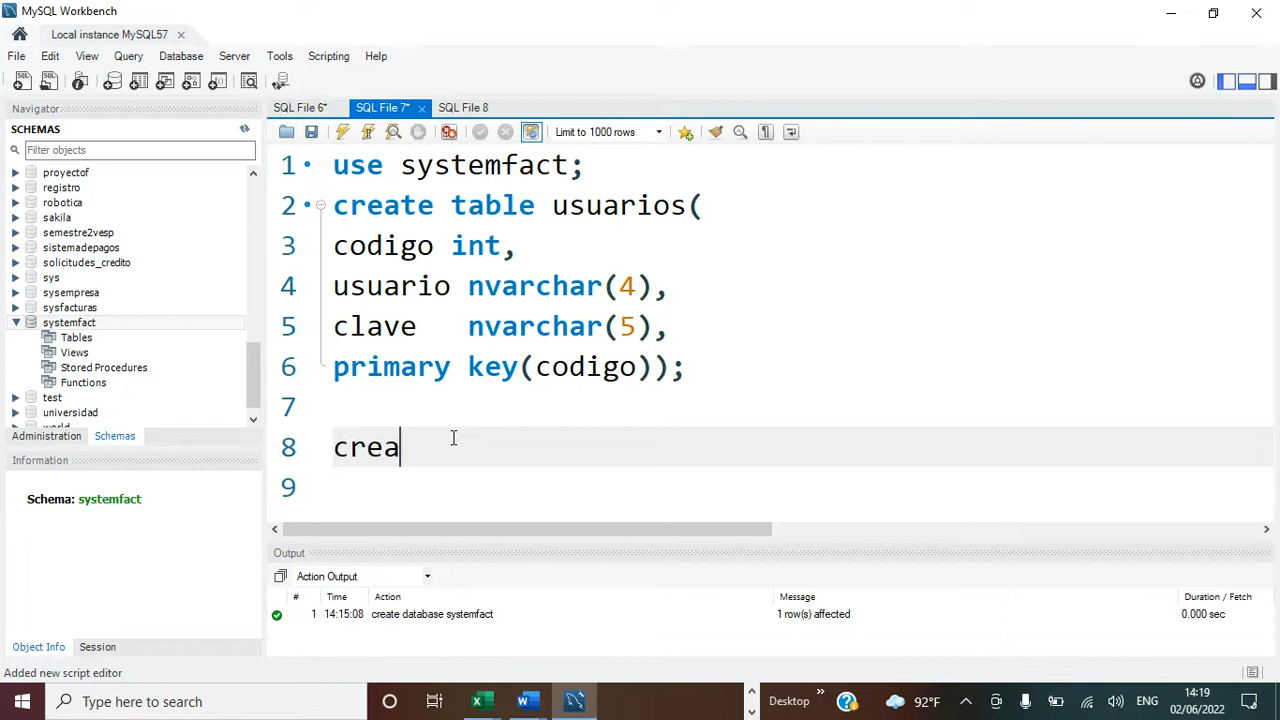 MySQL Workbench
Local instance MySQL57
File Edit View Query Database Server Tools Scripting Help
Navigator
SCHEMAS
Filter objects
proyectof
registro
robotica
sakila
semestre2vesp
sistemadepagos
solicitudes_credito
sys
sysempresa
sysfacturas
systemfact
Tables
Views
Stored Procedures
Functions
test
universidad
world
Administration Schemas
Information
Schema: systemfact
Object Info Session
SQL File 6* SQL File 7* SQL File 8
Limit to 1000 rows
1 use systemfact;
2 create table usuarios(
3 codigo int,
4 usuario nvarchar(4),
5 clave nvarchar(5),
6 primary key(codigo));
7
8 crea
9
Output
Action Output
# Time Action Message Duration / Fetch
1 14:15:08 create database systemfact 1 row(s) affected 0.000 sec
Added new script editor
Type here to search
Desktop
92°F
ENG
14:19
02/06/2022